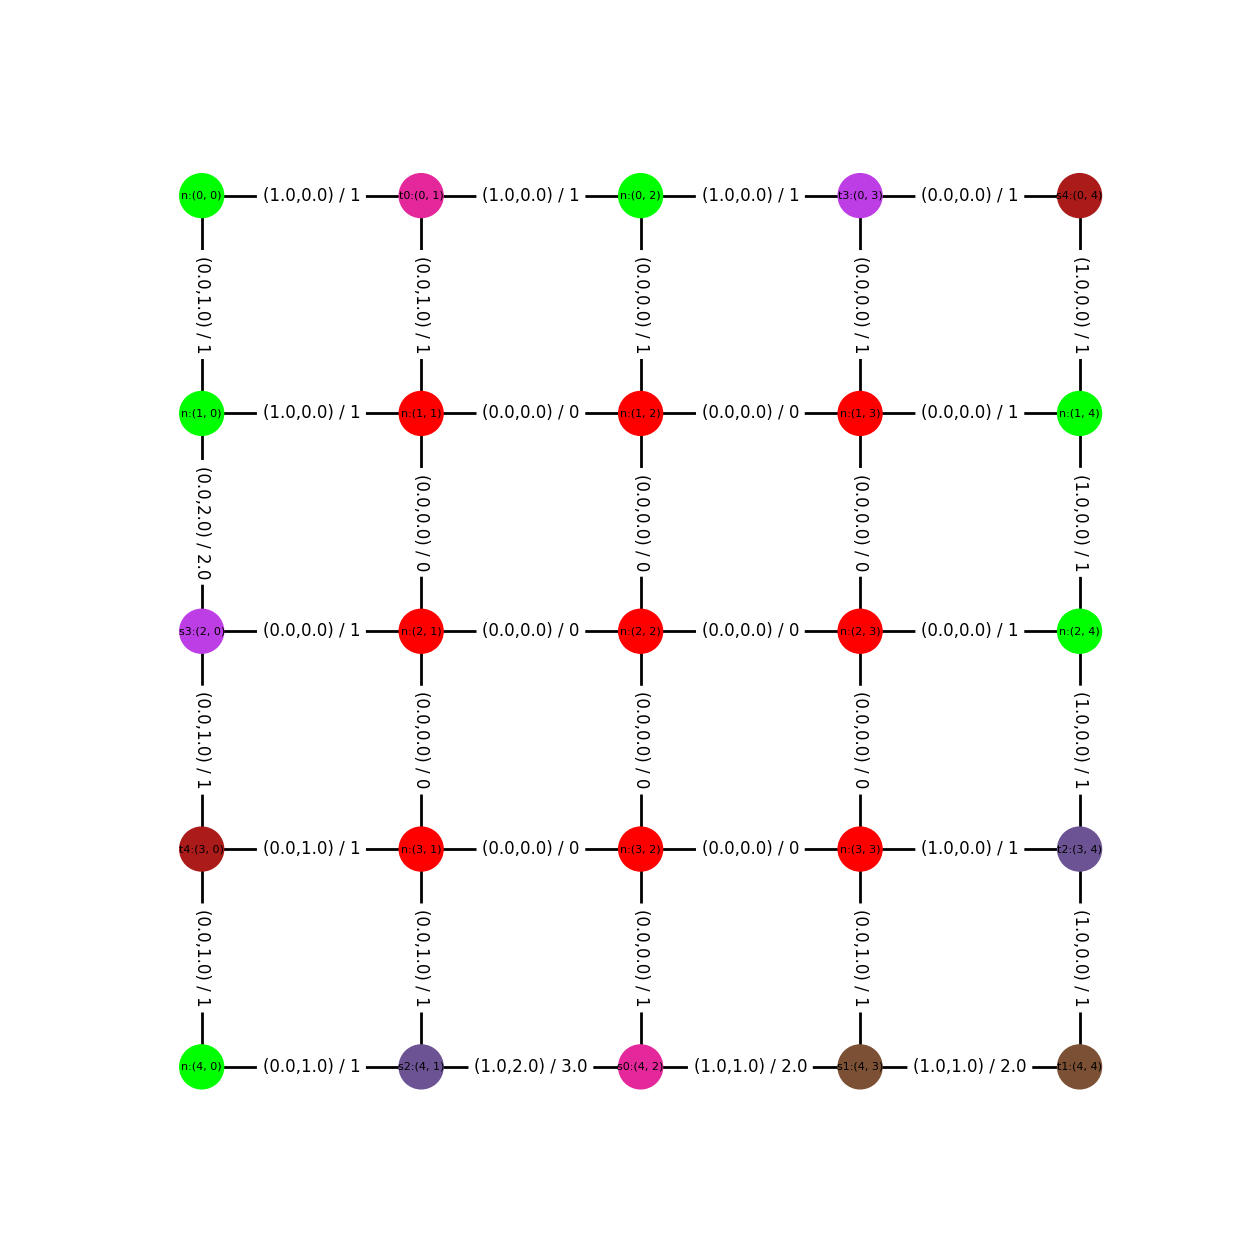 n:(0, 0) (1.0,0.0) / 1 t0:(0, 1) (1.0,0.0) / 1 n:(0, 2) (1.0,0.0) / 1 t3:(0, 3) (0.0,0.0) / 1 s4:(0, 4)
(0.0,1.0) / 1 (0.0,1.0) / 1 (0.0,0.0) / 1 (0.0,0.0) / 1 (1.0,0.0) / 1
n:(1, 0) (1.0,0.0) / 1 n:(1, 1) (0.0,0.0) / 0 n:(1, 2) (0.0,0.0) / 0 n:(1, 3) (0.0,0.0) / 1 n:(1, 4)
(0.0,2.0) / 2.0 (0.0,0.0) / 0 (0.0,0.0) / 0 (0.0,0.0) / 0 (1.0,0.0) / 1
s3:(2, 0) (0.0,0.0) / 1 n:(2, 1) (0.0,0.0) / 0 n:(2, 2) (0.0,0.0) / 0 n:(2, 3) (0.0,0.0) / 1 n:(2, 4)
(0.0,1.0) / 1 (0.0,0.0) / 0 (0.0,0.0) / 0 (0.0,0.0) / 0 (1.0,0.0) / 1
t4:(3, 0) (0.0,1.0) / 1 n:(3, 1) (0.0,0.0) / 0 n:(3, 2) (0.0,0.0) / 0 n:(3, 3) (1.0,0.0) / 1 t2:(3, 4)
(0.0,1.0) / 1 (0.0,1.0) / 1 (0.0,0.0) / 1 (0.0,1.0) / 1 (1.0,0.0) / 1
n:(4, 0) (0.0,1.0) / 1 s2:(4, 1) (1.0,2.0) / 3.0 s0:(4, 2) (1.0,1.0) / 2.0 s1:(4, 3) (1.0,1.0) / 2.0 t1:(4, 4)